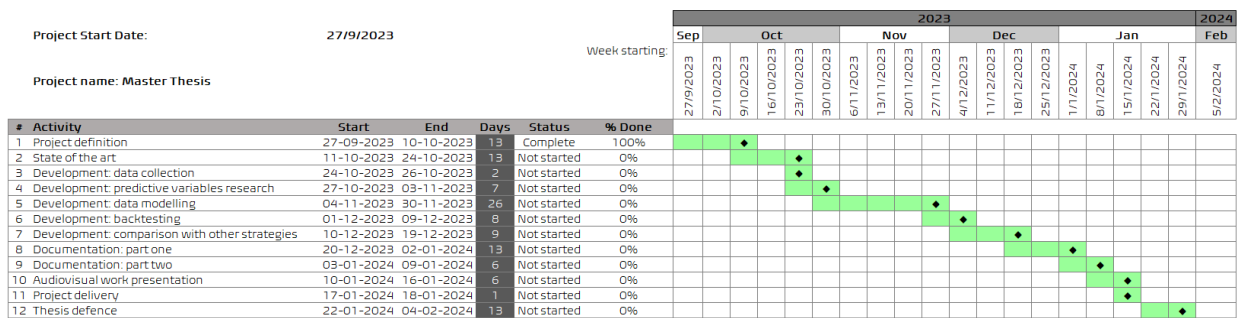 2023 2024
Project Start Date: 27/9/2023 Sep Oct Nov Dec Jan Feb
Week starting: 27/9/2023 2/10/2023 9/10/2023 16/10/2023 23/10/2023 30/10/2023 6/11/2023 13/11/2023 20/11/2023 27/11/2023 4/12/2023 11/12/2023 18/12/2023 25/12/2023 1/1/2024 8/1/2024 15/1/2024 22/1/2024 29/1/2024 5/2/2024
Project name: Master Thesis
# Activity Start End Days Status % Done
1 Project definition 27-09-2023 10-10-2023 13 Complete 100%
2 State of the art 11-10-2023 24-10-2023 13 Not started 0%
3 Development: data collection 24-10-2023 26-10-2023 2 Not started 0%
4 Development: predictive variables research 27-10-2023 03-11-2023 7 Not started 0%
5 Development: data modelling 04-11-2023 30-11-2023 26 Not started 0%
6 Development: backtesting 01-12-2023 09-12-2023 8 Not started 0%
7 Development: comparison with other strategies 10-12-2023 19-12-2023 9 Not started 0%
8 Documentation: part one 20-12-2023 02-01-2024 13 Not started 0%
9 Documentation: part two 03-01-2024 09-01-2024 6 Not started 0%
10 Audiovisual work presentation 10-01-2024 16-01-2024 6 Not started 0%
11 Project delivery 17-01-2024 18-01-2024 1 Not started 0%
12 Thesis defence 22-01-2024 04-02-2024 13 Not started 0%